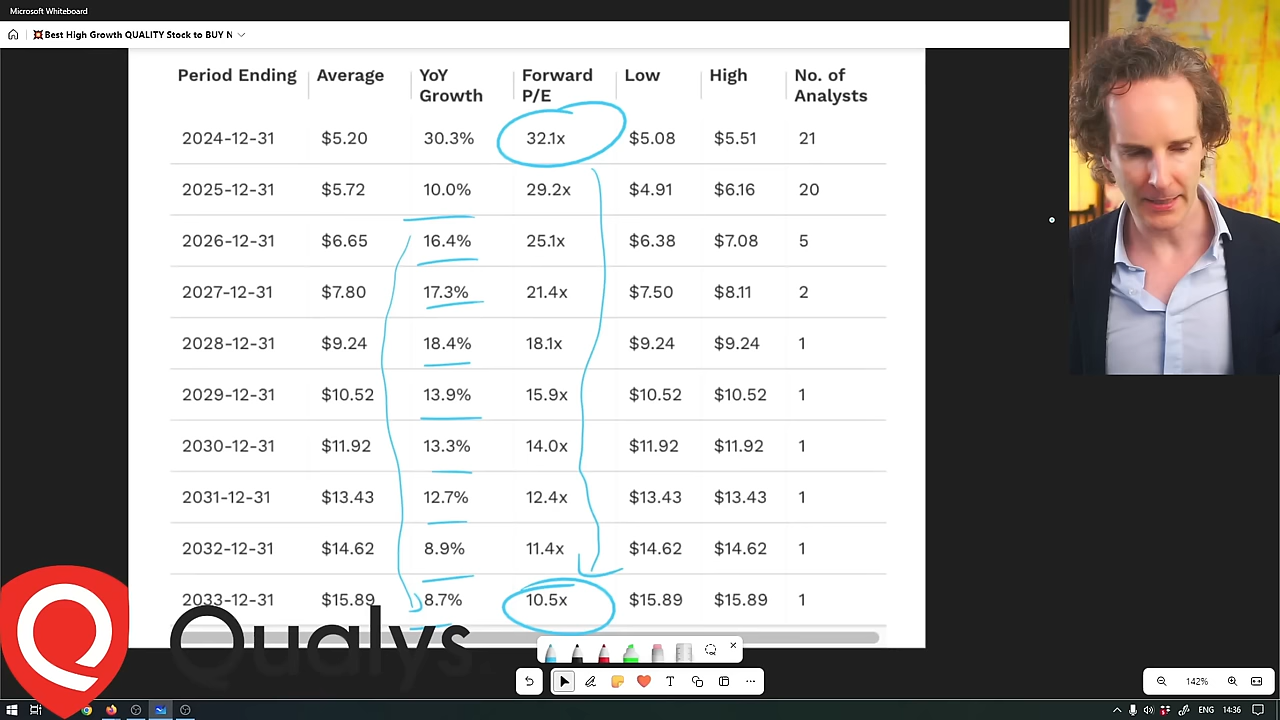 Microsoft Whiteboard
💥Best High Growth QUALITY Stock to BUY N
Period Ending Average YoY Growth Forward P/E Low High No. of Analysts
2024-12-31 $5.20 30.3% 32.1x $5.08 $5.51 21
2025-12-31 $5.72 10.0% 29.2x $4.91 $6.16 20
2026-12-31 $6.65 16.4% 25.1x $6.38 $7.08 5
2027-12-31 $7.80 17.3% 21.4x $7.50 $8.11 2
2028-12-31 $9.24 18.4% 18.1x $9.24 $9.24 1
2029-12-31 $10.52 13.9% 15.9x $10.52 $10.52 1
2030-12-31 $11.92 13.3% 14.0x $11.92 $11.92 1
2031-12-31 $13.43 12.7% 12.4x $13.43 $13.43 1
2032-12-31 $14.62 8.9% 11.4x $14.62 $14.62 1
2033-12-31 $15.89 8.7% 10.5x $15.89 $15.89 1
Qualys
142%
ENG 14:36